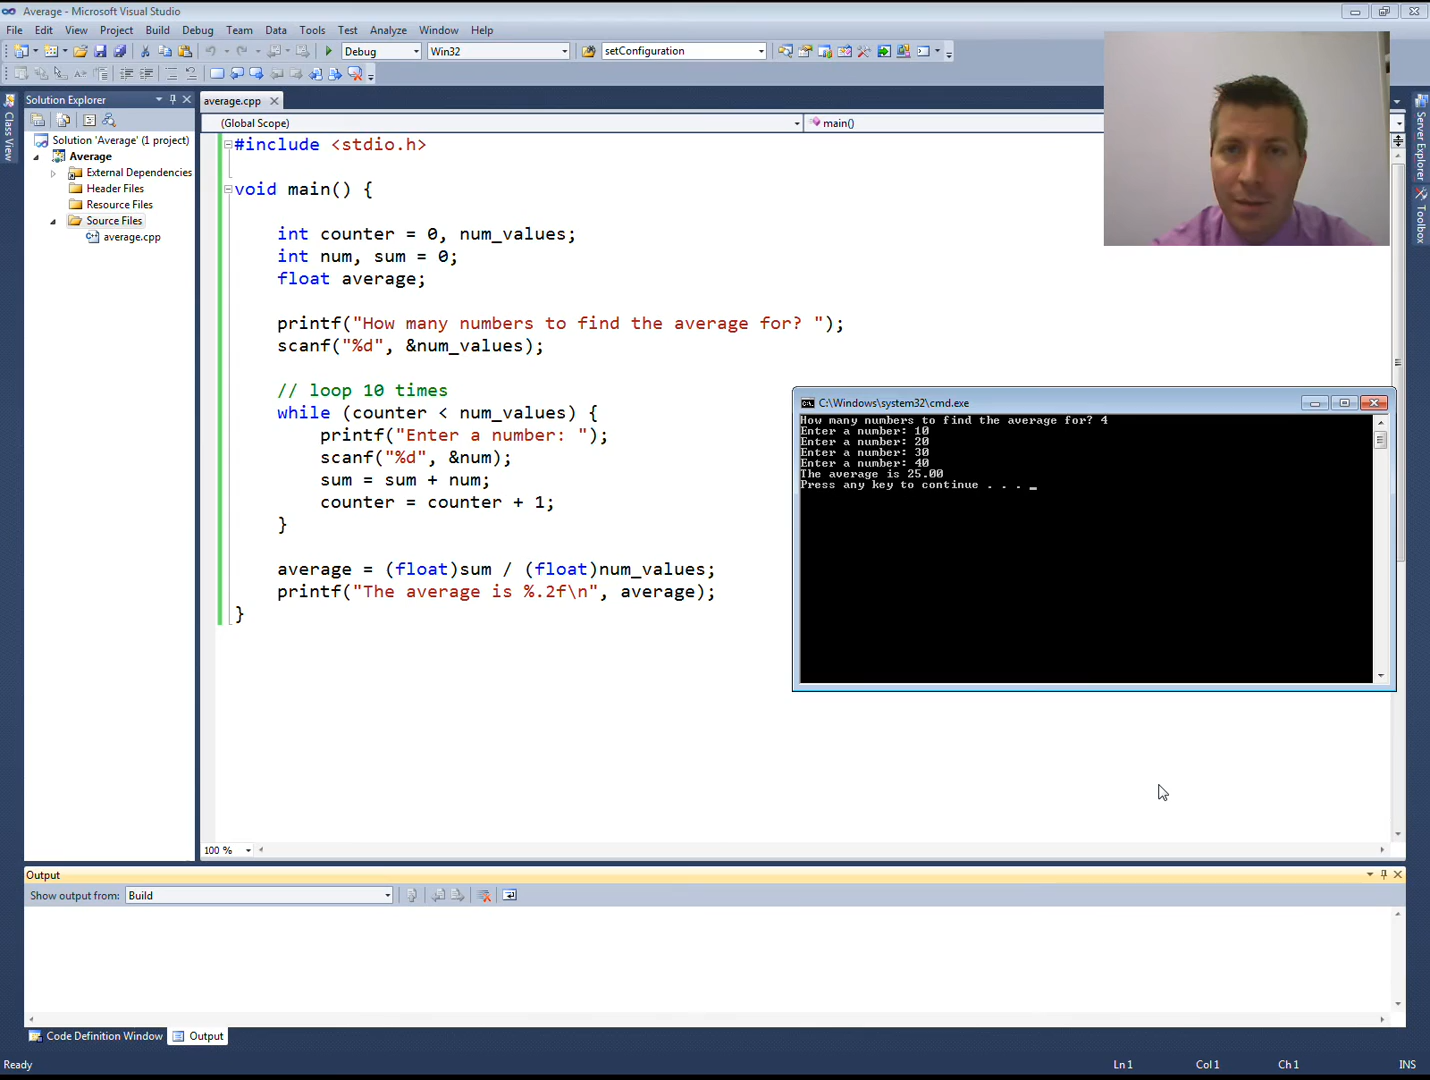 Average - Microsoft Visual Studio
File Edit View Project Build Debug Team Data Tools Test Analyze Window Help
Debug Win32 setConfiguration
Solution Explorer
average.cpp
(Global Scope) main()
Class View
Server Explorer
Toolbox
Solution 'Average' (1 project)
Average
External Dependencies
Header Files
Resource Files
Source Files
average.cpp
#include <stdio.h>
void main() {
int counter = 0, num_values;
int num, sum = 0;
float average;
printf("How many numbers to find the average for? ");
scanf("%d", &num_values);
// loop 10 times
while (counter < num_values) {
printf("Enter a number: ");
scanf("%d", &num);
sum = sum + num;
counter = counter + 1;
}
average = (float)sum / (float)num_values;
printf("The average is %.2f\n", average);
}
C:\Windows\system32\cmd.exe
How many numbers to find the average for? 4
Enter a number: 10
Enter a number: 20
Enter a number: 30
Enter a number: 40
The average is 25.00
Press any key to continue . . . _
100 %
Output
Show output from: Build
Code Definition Window Output
Ready Ln 1 Col 1 Ch 1 INS